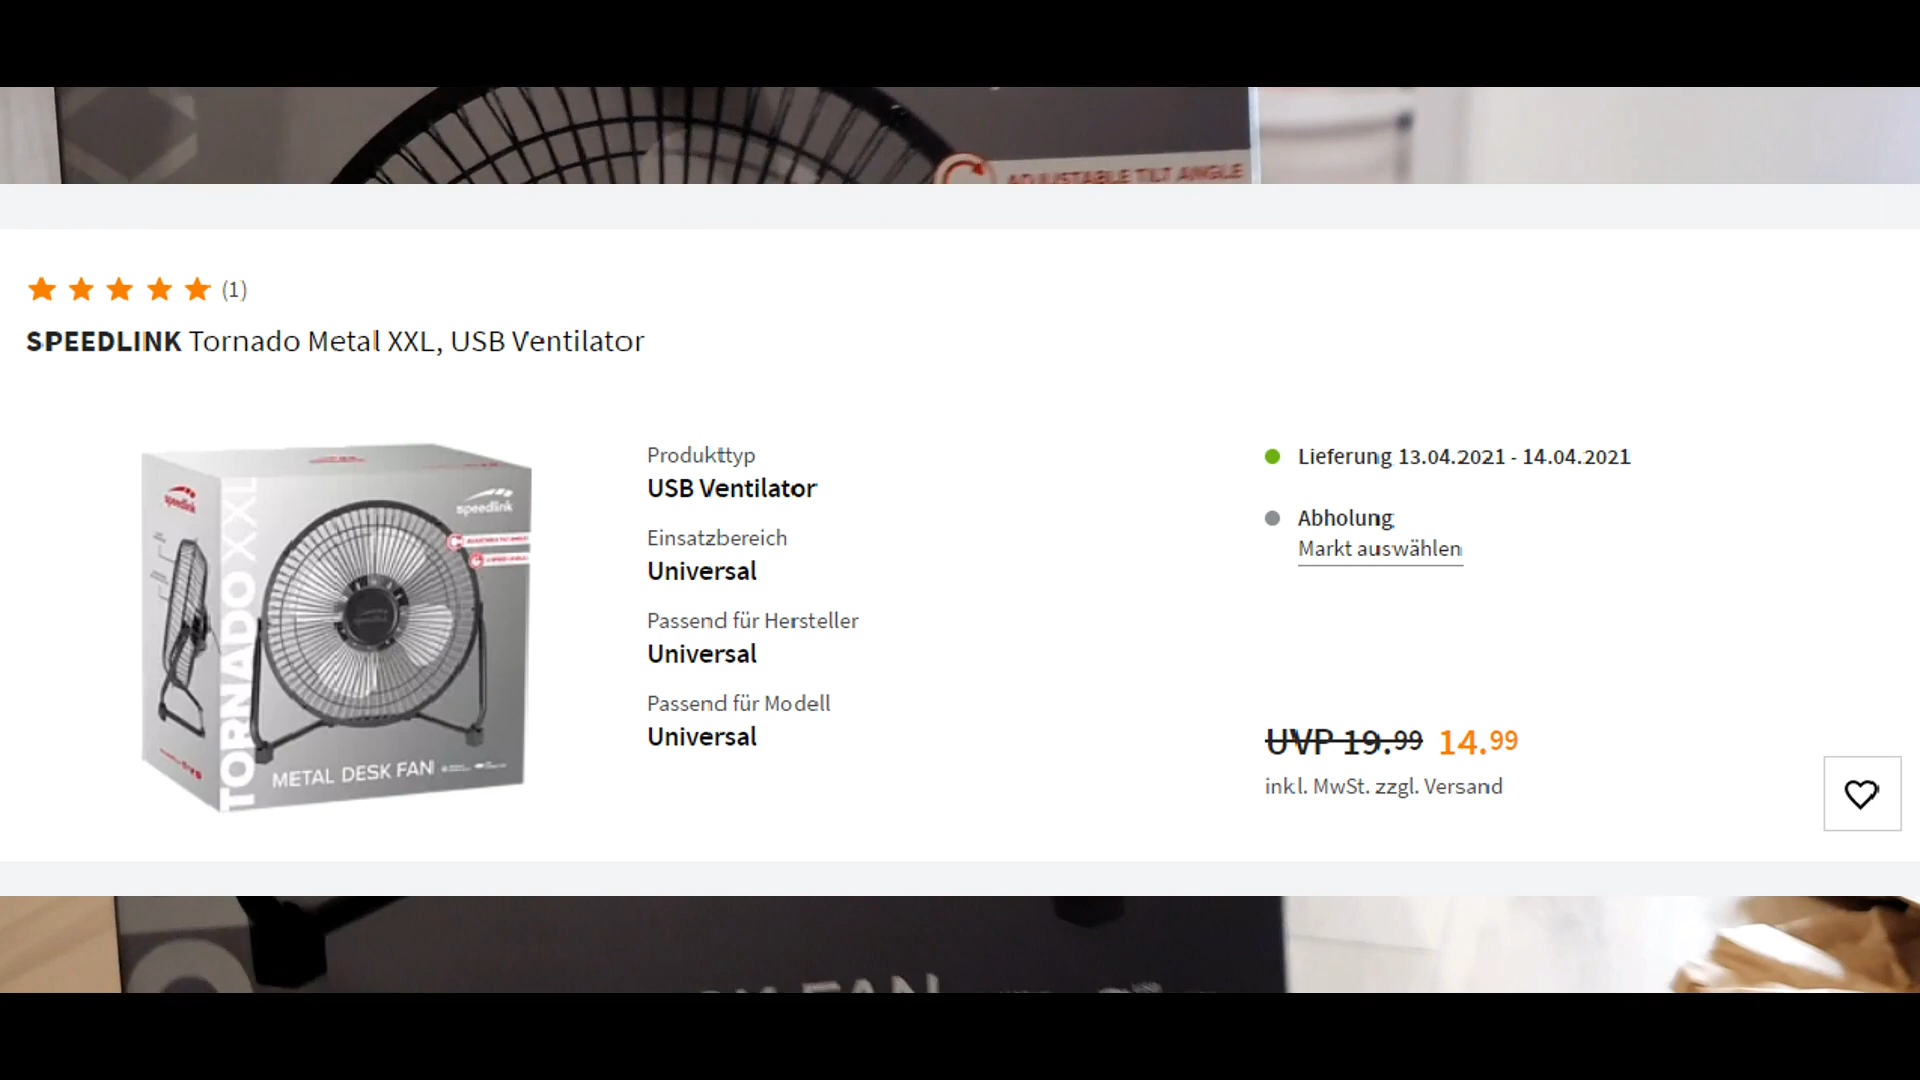 ADJUSTABLE TILT ANGLE
(1)
SPEEDLINK Tornado Metal XXL, USB Ventilator
speedlink
speedlink
TORNADO XXL
METAL DESK FAN
Produkttyp
USB Ventilator
Einsatzbereich
Universal
Passend für Hersteller
Universal
Passend für Modell
Universal
Lieferung 13.04.2021 - 14.04.2021
Abholung
Markt auswählen
UVP 19.99 14.99
inkl. MwSt. zzgl. Versand
FAN